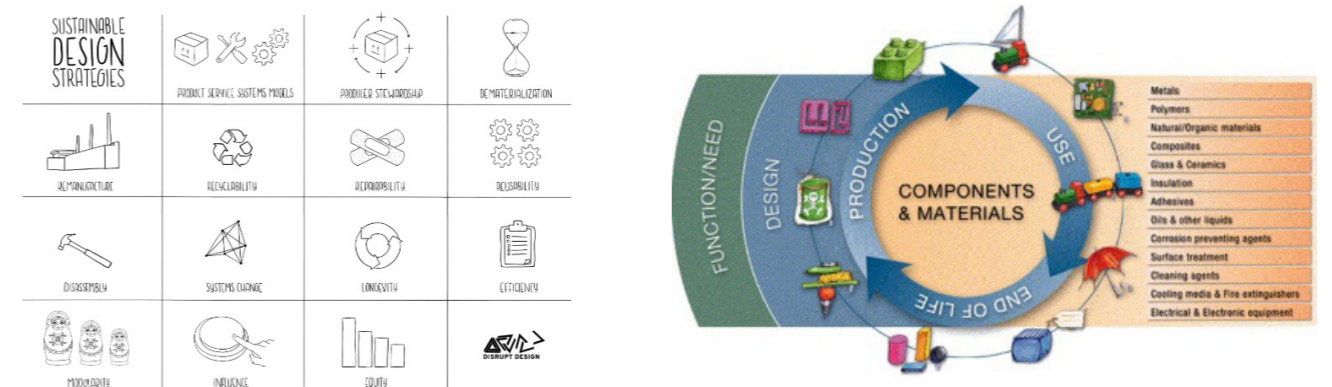 SUSTAINABLE
DESIGN
STRATEGIES
PRODUCT SERVICE SYSTEMS MODELS
PRODUCER STEWARDSHIP
DEMATERIALIZATION
REMANUFACTURE
RECYCLABILITY
REPAIRABILITY
REUSABILITY
DISASSEMBLY
SYSTEMS CHANGE
LONGEVITY
EFFICIENCY
MODULARITY
INFLUENCE
EQUITY
DISRUPT DESIGN
FUNCTION/NEED
DESIGN
PRODUCTION
USE
END OF LIFE
COMPONENTS
& MATERIALS
Metals
Polymers
Natural/Organic materials
Composites
Glass & Ceramics
Insulation
Adhesives
Oils & other liquids
Corrosion preventing agents
Surface treatment
Cleaning agents
Cooling media & Fire extinguishers
Electrical & Electronic equipment